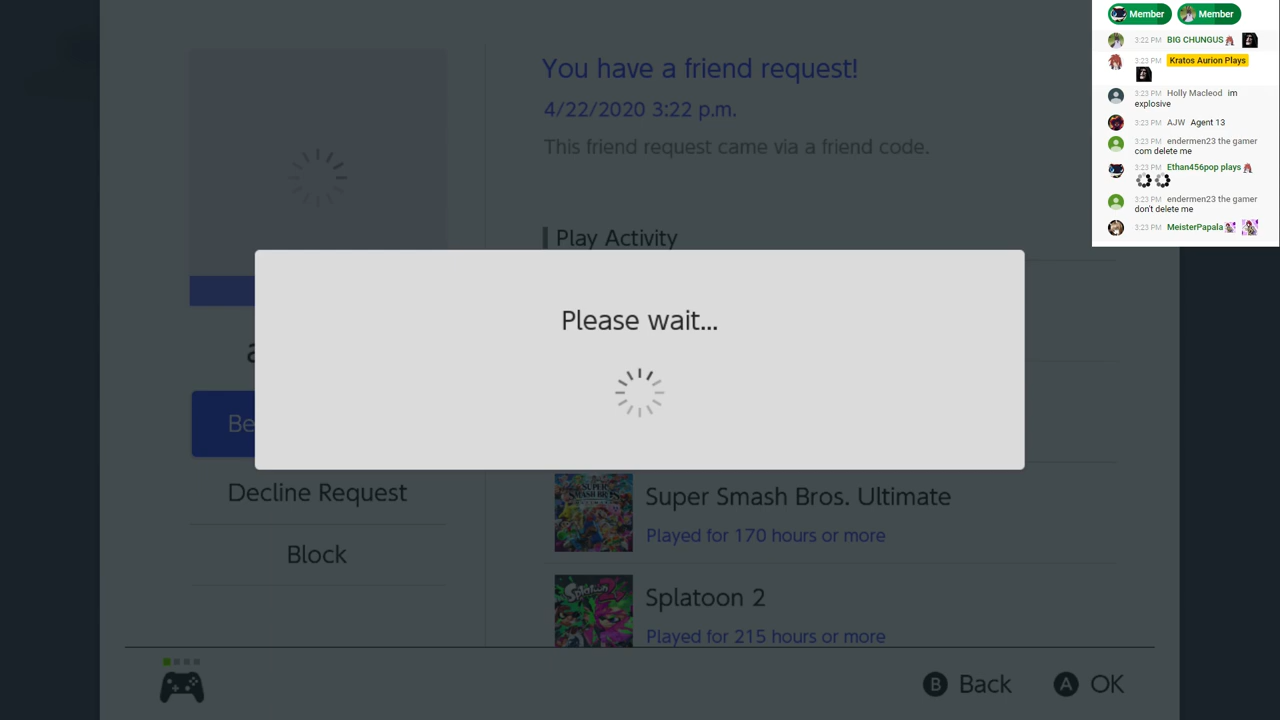 You have a friend request!
4/22/2020 3:22 p.m.
This friend request came via a friend code.
Play Activity
Please wait...
Be
Decline Request
Block
Super Smash Bros. Ultimate
Played for 170 hours or more
Splatoon 2
Played for 215 hours or more
B Back A OK
Member Member
3:22 PM BIG CHUNGUS
3:23 PM Kratos Aurion Plays
3:23 PM Holly Macleod im
explosive
3:23 PM AJW Agent 13
3:23 PM endermen23 the gamer
com delete me
3:23 PM Ethan456pop plays
3:23 PM endermen23 the gamer
don't delete me
3:23 PM MeisterPapala